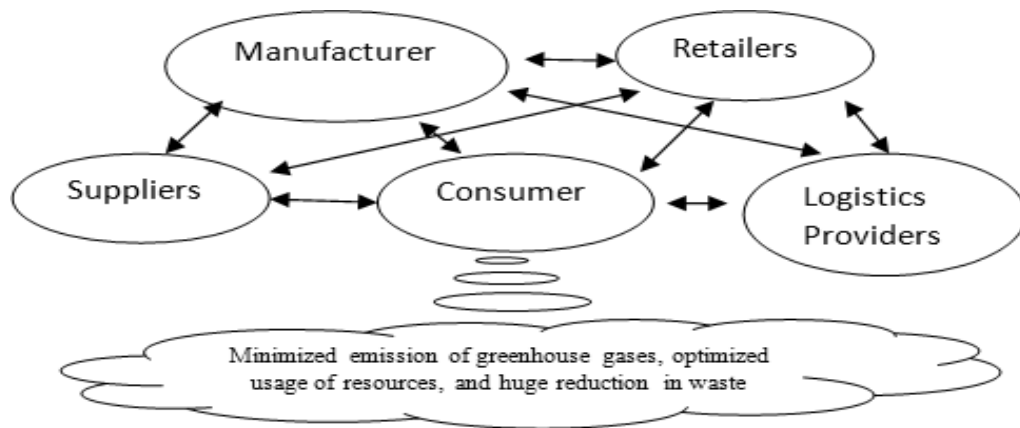 Manufacturer
Retailers
Suppliers
Consumer
Logistics
Providers
Minimized emission of greenhouse gases, optimized
usage of resources, and huge reduction in waste